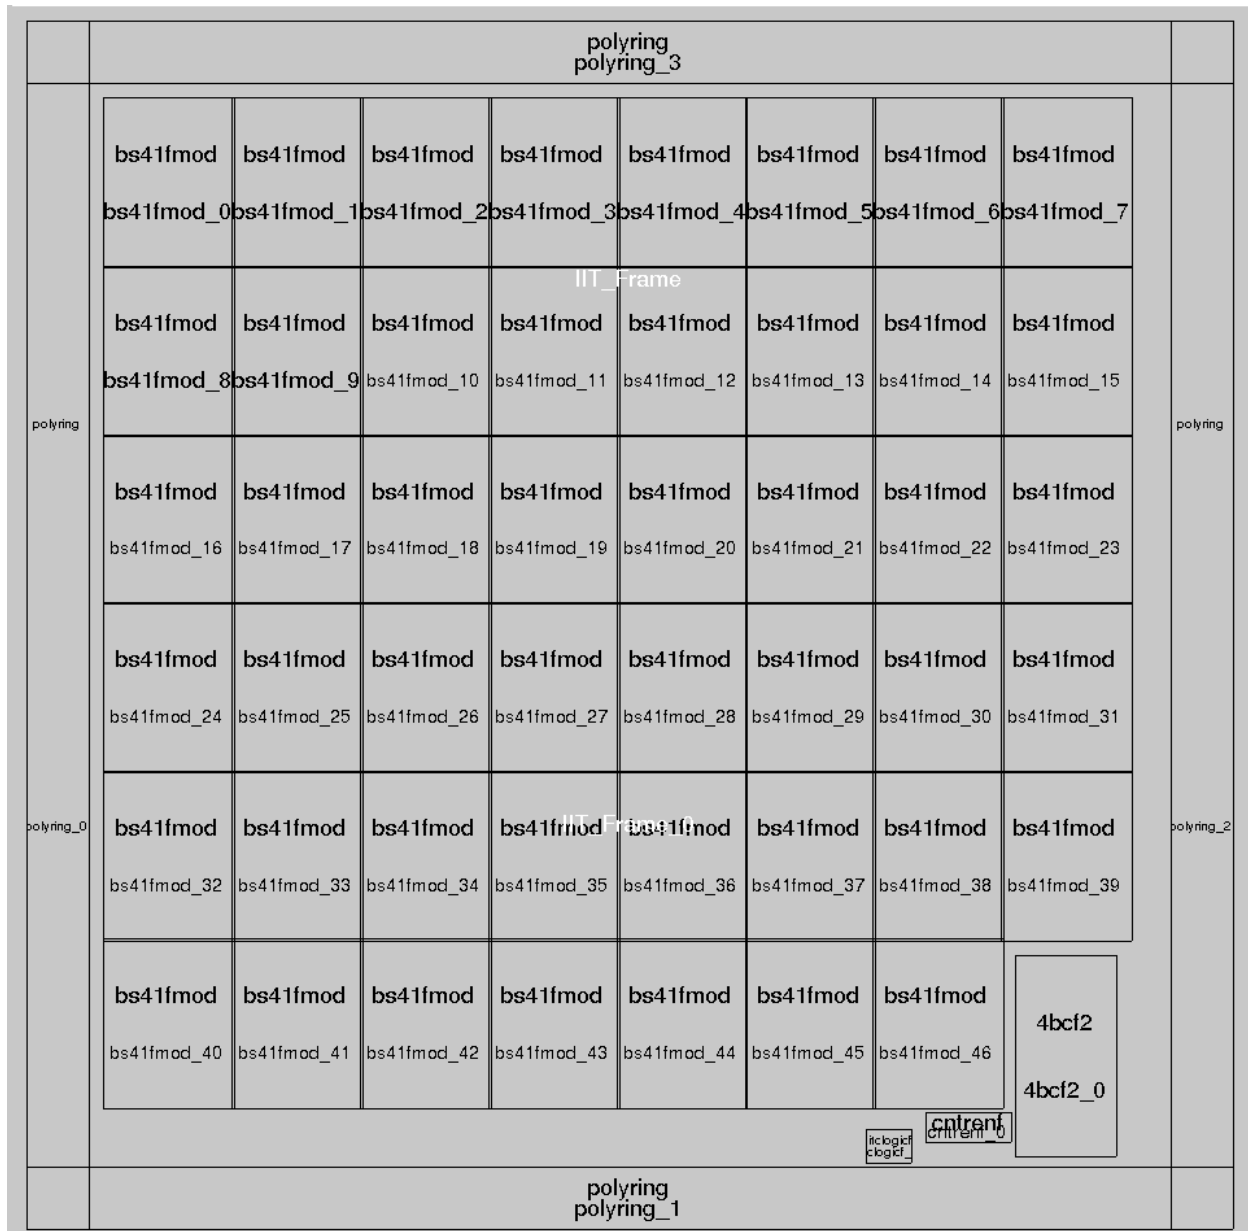 polyring
polyring_3
bs41fmod bs41fmod bs41fmod bs41fmod bs41fmod bs41fmod bs41fmod bs41fmod
bs41fmod_0 bs41fmod_1 bs41fmod_2 bs41fmod_3 bs41fmod_4 bs41fmod_5 bs41fmod_6 bs41fmod_7
IIT_Frame
bs41fmod bs41fmod bs41fmod bs41fmod bs41fmod bs41fmod bs41fmod bs41fmod
bs41fmod_8 bs41fmod_9 bs41fmod_10 bs41fmod_11 bs41fmod_12 bs41fmod_13 bs41fmod_14 bs41fmod_15
polyring polyring
bs41fmod bs41fmod bs41fmod bs41fmod bs41fmod bs41fmod bs41fmod bs41fmod
bs41fmod_16 bs41fmod_17 bs41fmod_18 bs41fmod_19 bs41fmod_20 bs41fmod_21 bs41fmod_22 bs41fmod_23
bs41fmod bs41fmod bs41fmod bs41fmod bs41fmod bs41fmod bs41fmod bs41fmod
bs41fmod_24 bs41fmod_25 bs41fmod_26 bs41fmod_27 bs41fmod_28 bs41fmod_29 bs41fmod_30 bs41fmod_31
polyring_0 bs41fmod bs41fmod bs41fmod bs41fmod bs41fmod bs41fmod bs41fmod bs41fmod polyring_2
IIT_Frame_0
bs41fmod_32 bs41fmod_33 bs41fmod_34 bs41fmod_35 bs41fmod_36 bs41fmod_37 bs41fmod_38 bs41fmod_39
bs41fmod bs41fmod bs41fmod bs41fmod bs41fmod bs41fmod bs41fmod
4bcf2
bs41fmod_40 bs41fmod_41 bs41fmod_42 bs41fmod_43 bs41fmod_44 bs41fmod_45 bs41fmod_46
4bcf2_0
cntrenf
cntrenf_0
itclogicf
clogicf_
polyring
polyring_1